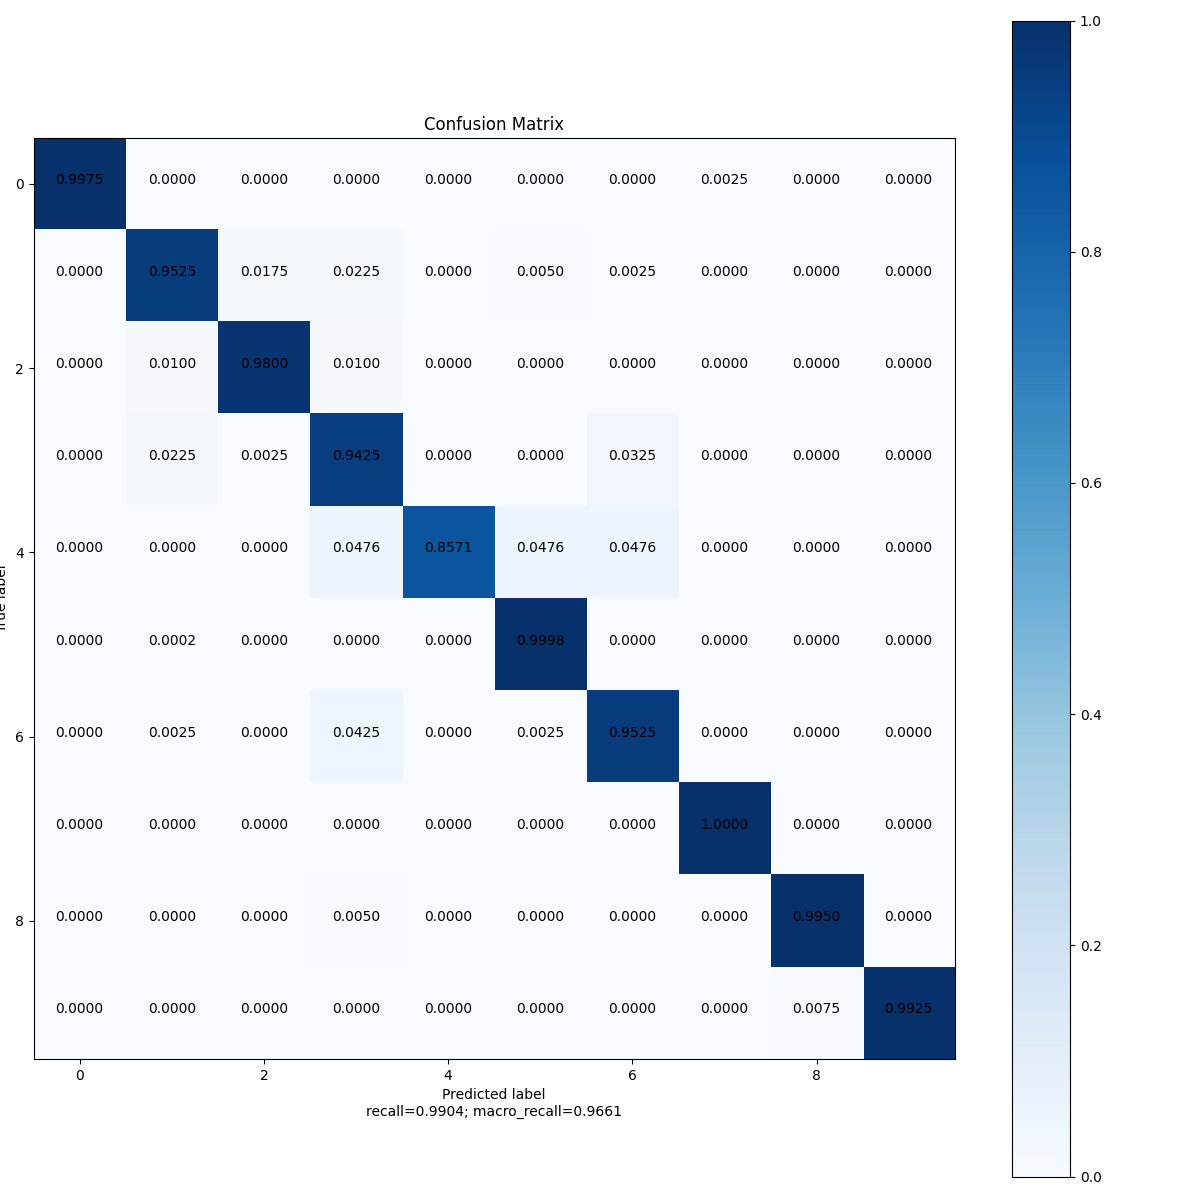 Confusion Matrix
0 0.9975 0.0000 0.0000 0.0000 0.0000 0.0000 0.0000 0.0025 0.0000 0.0000
0.0000 0.9525 0.0175 0.0225 0.0000 0.0050 0.0025 0.0000 0.0000 0.0000
2 0.0000 0.0100 0.9800 0.0100 0.0000 0.0000 0.0000 0.0000 0.0000 0.0000
0.0000 0.0225 0.0025 0.9425 0.0000 0.0000 0.0325 0.0000 0.0000 0.0000
4 0.0000 0.0000 0.0000 0.0476 0.8571 0.0476 0.0476 0.0000 0.0000 0.0000
0.0000 0.0002 0.0000 0.0000 0.0000 0.9998 0.0000 0.0000 0.0000 0.0000
6 0.0000 0.0025 0.0000 0.0425 0.0000 0.0025 0.9525 0.0000 0.0000 0.0000
0.0000 0.0000 0.0000 0.0000 0.0000 0.0000 0.0000 1.0000 0.0000 0.0000
8 0.0000 0.0000 0.0000 0.0050 0.0000 0.0000 0.0000 0.0000 0.9950 0.0000
0.0000 0.0000 0.0000 0.0000 0.0000 0.0000 0.0000 0.0000 0.0075 0.9925
0 2 4 6 8
Predicted label
recall=0.9904; macro_recall=0.9661
True label
1.0
0.8
0.6
0.4
0.2
0.0